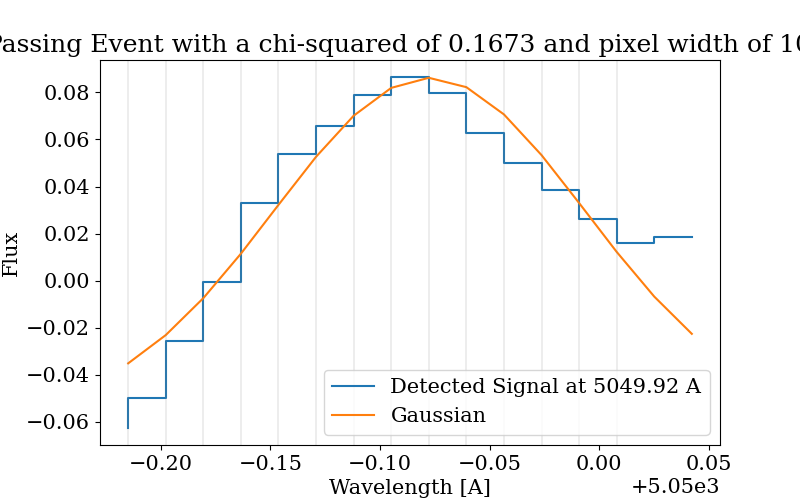 Passing Event with a chi-squared of 0.1673 and pixel width of 10
0.08
0.06
0.04
0.02
0.00
−0.02
−0.04
−0.06
Flux
Detected Signal at 5049.92 A
Gaussian
−0.20 −0.15 −0.10 −0.05 0.00 0.05
+5.05e3
Wavelength [A]